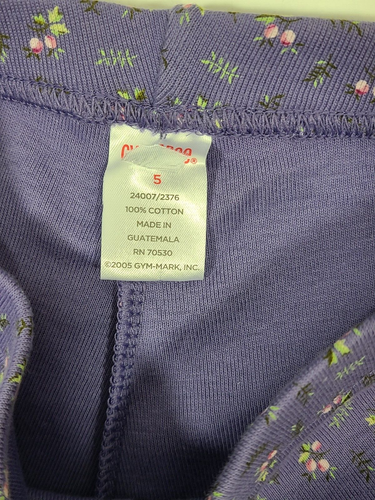 5
24007/2376
100% COTTON
MADE IN
GUATEMALA
RN 70530
©2005 GYM-MARK, INC.